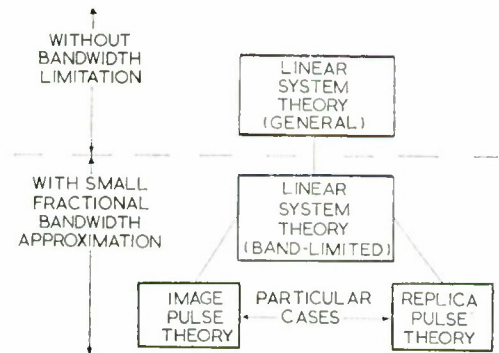 WITHOUT
BANDWIDTH
LIMITATION
LINEAR
SYSTEM
THEORY
(GENERAL)
WITH SMALL
FRACTIONAL
BANDWIDTH
APPROXIMATION
LINEAR
SYSTEM
THEORY
(BAND-LIMITED)
IMAGE
PULSE
THEORY
PARTICULAR
CASES
REPLICA
PULSE
THEORY